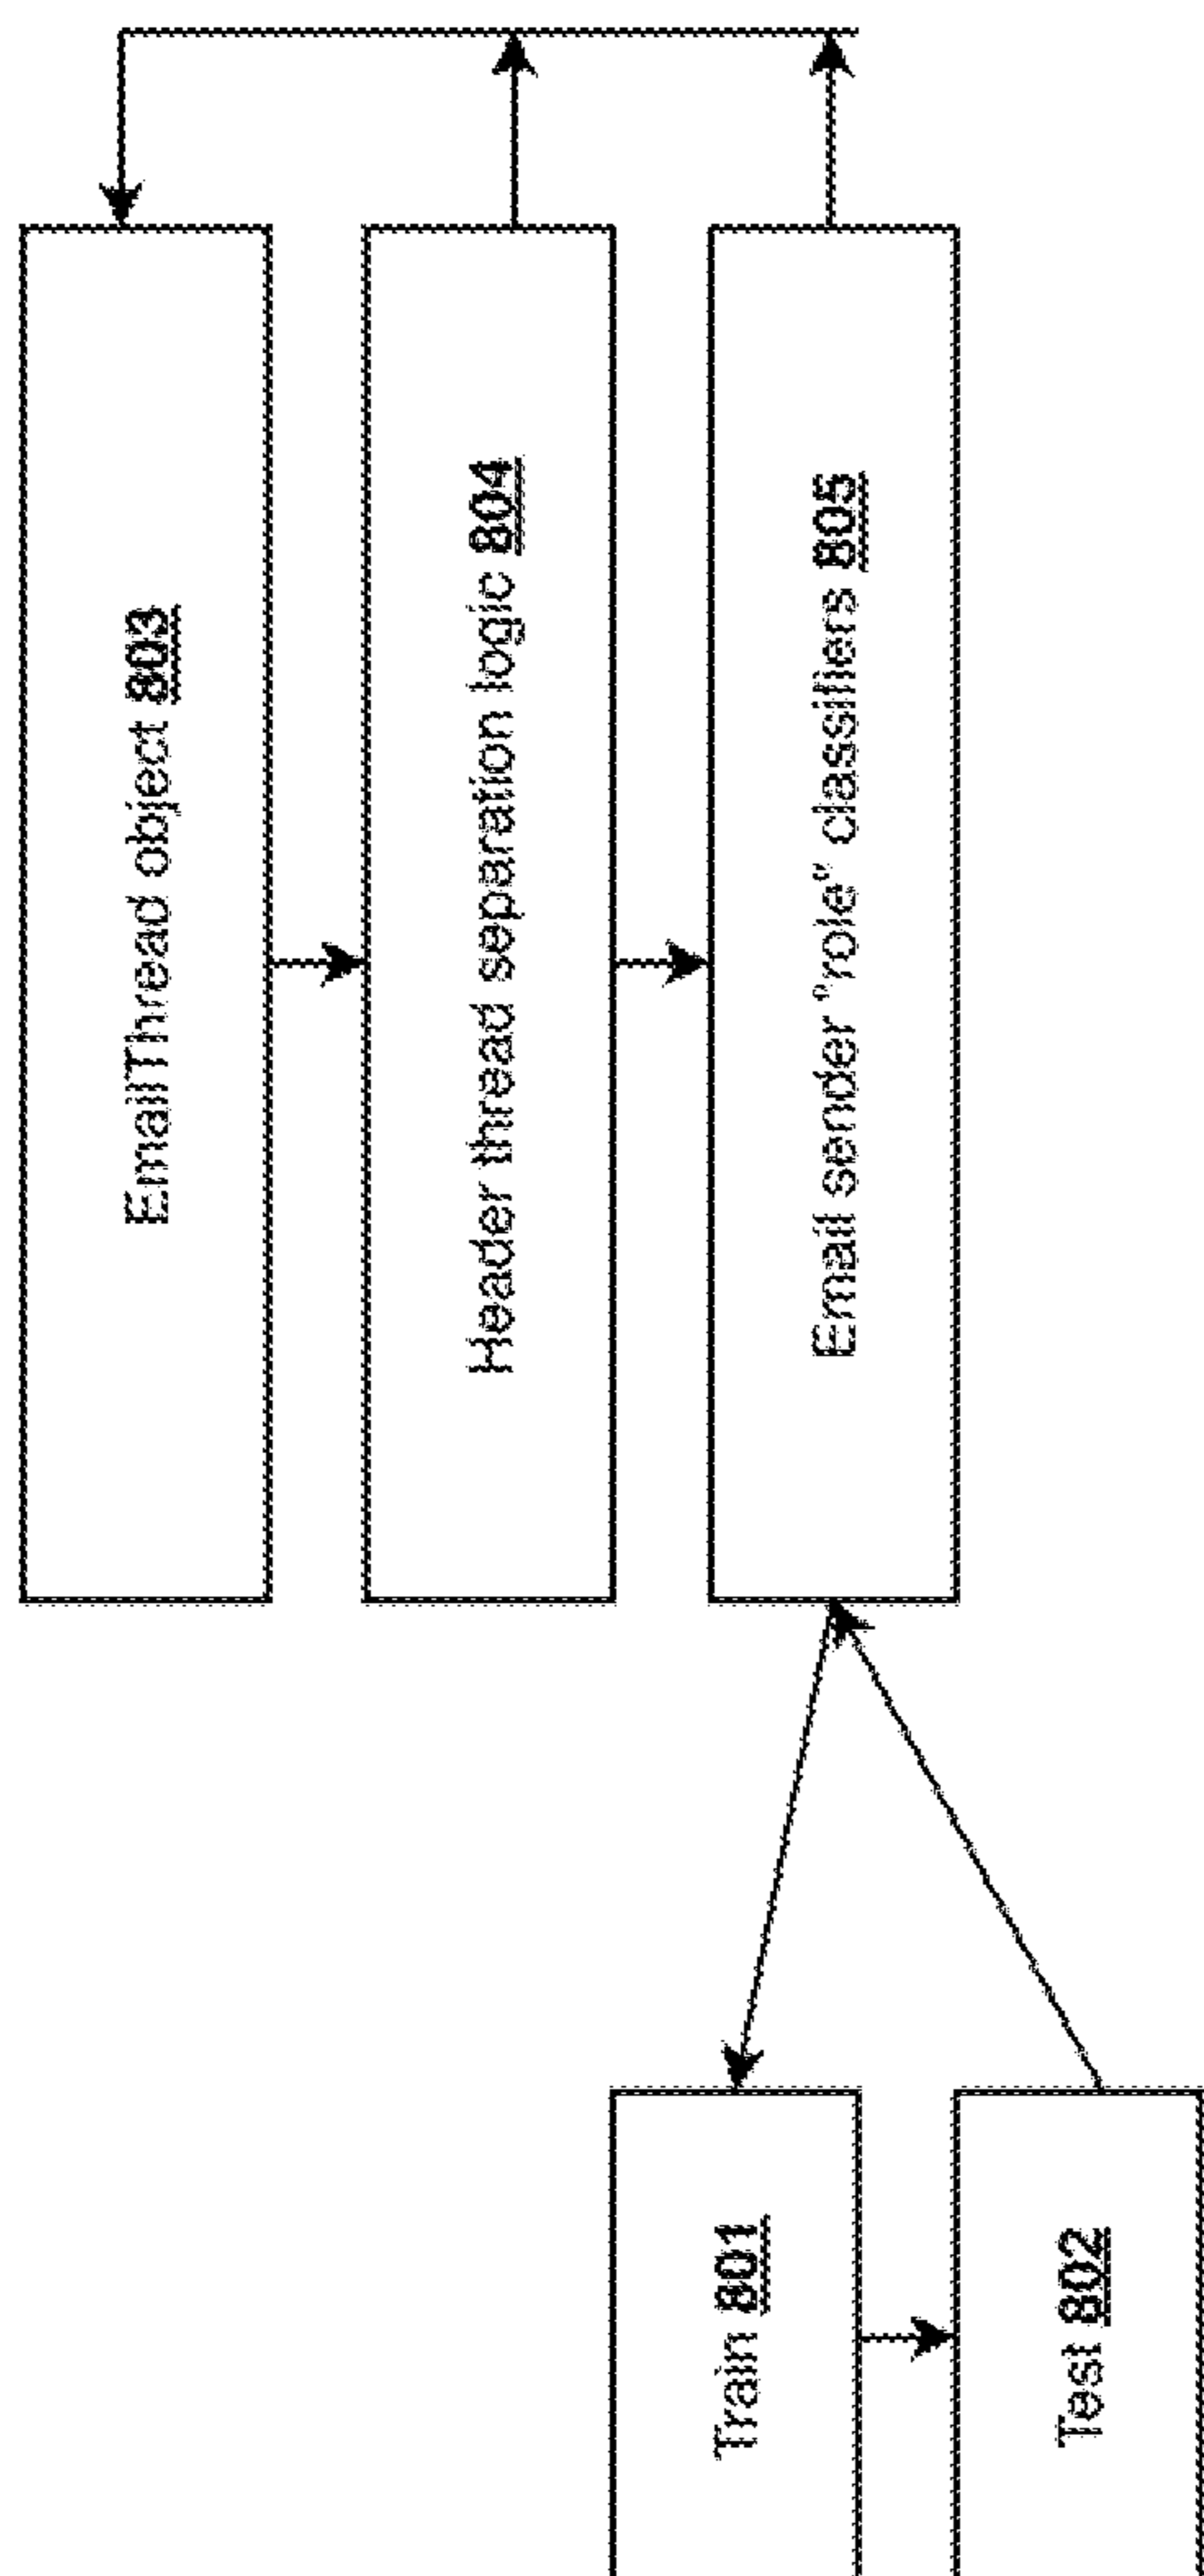 EmailThread object 803
Header thread separation logic 804
Email sender "role" classifiers 805
Train 801
Test 802